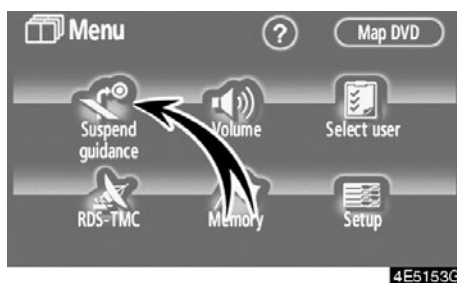 Menu
?
Map DVD
Suspend
guidance
Volume
Select user
RDS-TMC
Memory
Setup
4E5153G